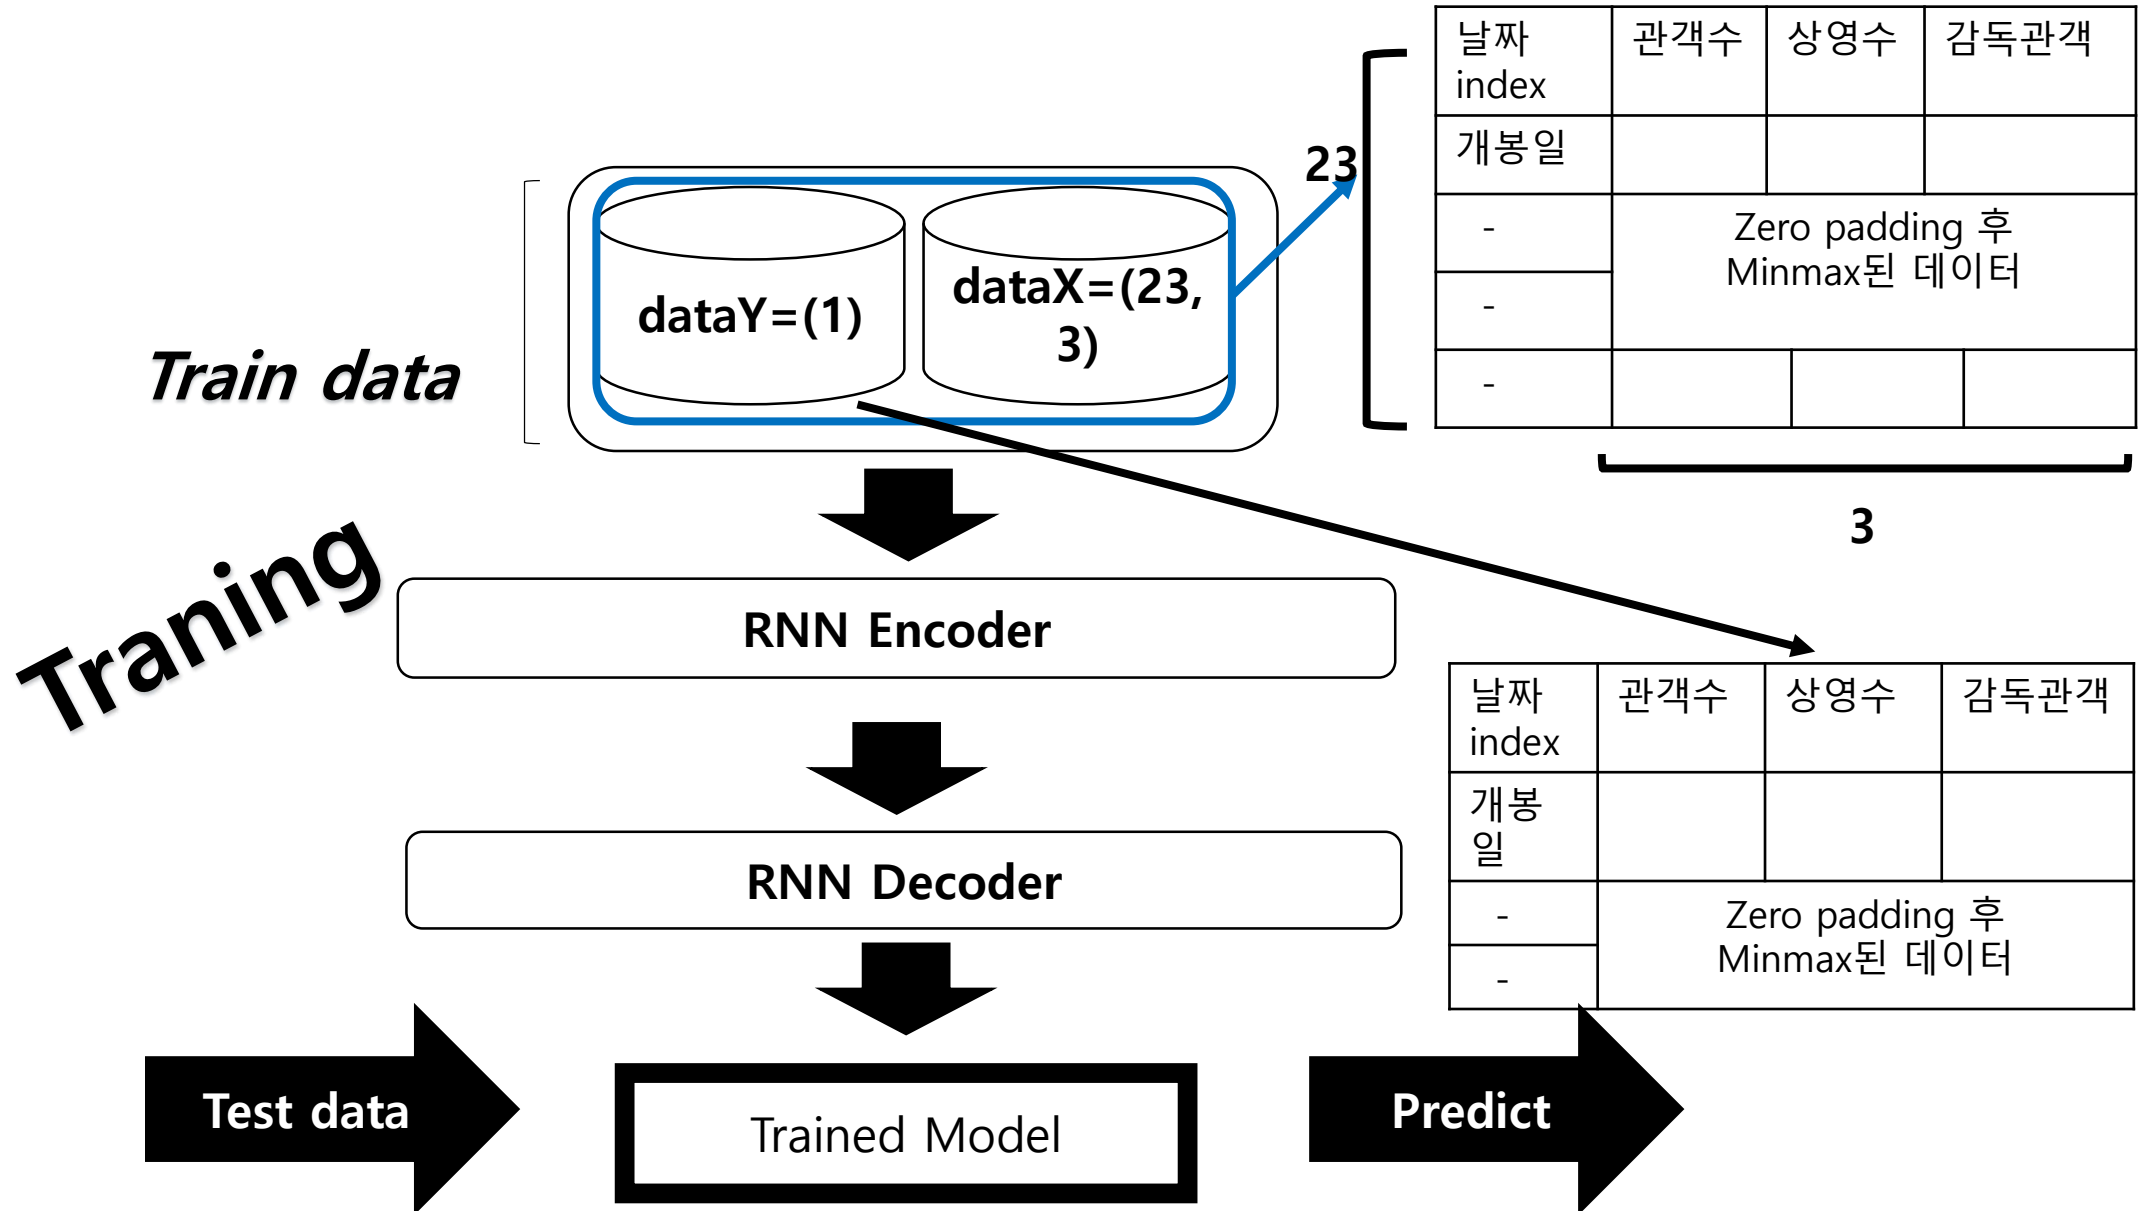 날짜
index
관객수
상영수
감독관객
개봉일
-
Zero padding 후
Minmax된 데이터
-
-
23
3
dataY=(1)
dataX=(23,
3)
Train data
Traning
RNN Encoder
RNN Decoder
날짜
index
관객수
상영수
감독관객
개봉
일
-
Zero padding 후
Minmax된 데이터
-
Test data
Trained Model
Predict